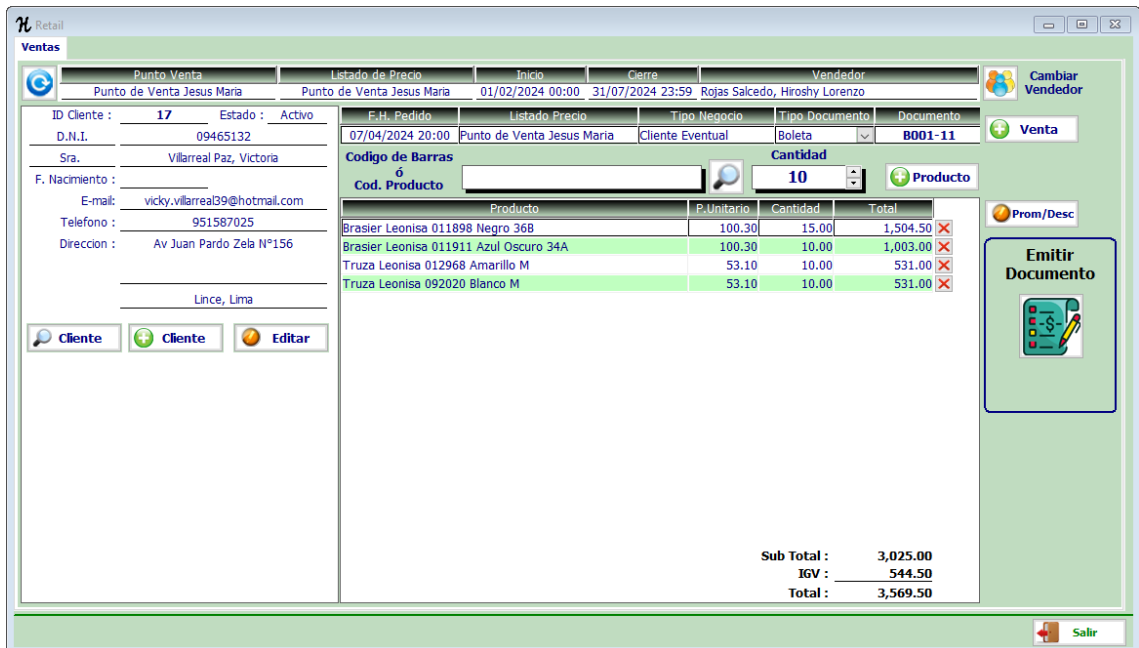 H Retail
Ventas
Punto Venta Listado de Precio Inicio Cierre Vendedor
Punto de Venta Jesus Maria Punto de Venta Jesus Maria 01/02/2024 00:00 31/07/2024 23:59 Rojas Salcedo, Hiroshy Lorenzo
Cambiar
Vendedor
ID Cliente : 17 Estado : Activo
D.N.I. 09465132
Sra. Villarreal Paz, Victoria
F. Nacimiento :
E-mail: vicky.villarreal39@hotmail.com
Telefono : 951587025
Direccion : Av Juan Pardo Zela Nº156
Lince, Lima
Cliente Cliente Editar
F.H. Pedido Listado Precio Tipo Negocio Tipo Documento Documento
07/04/2024 20:00 Punto de Venta Jesus Maria Cliente Eventual Boleta B001-11
Venta
Codigo de Barras
ó
Cod. Producto
Cantidad
10
Producto
Producto P.Unitario Cantidad Total
Brasier Leonisa 011898 Negro 36B 100.30 15.00 1,504.50
Brasier Leonisa 011911 Azul Oscuro 34A 100.30 10.00 1,003.00
Truza Leonisa 012968 Amarillo M 53.10 10.00 531.00
Truza Leonisa 092020 Blanco M 53.10 10.00 531.00
Prom/Desc
Emitir
Documento
-$-
Sub Total : 3,025.00
IGV : 544.50
Total : 3,569.50
Salir